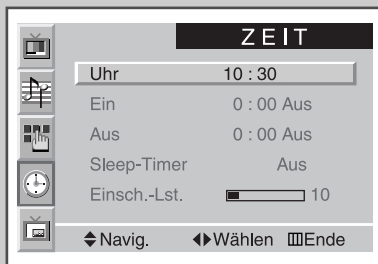 ZEIT
Uhr 10 : 30
Ein 0 : 00 Aus
Aus 0 : 00 Aus
Sleep-Timer Aus
Einsch.-Lst. 10
Navig. Wählen Ende